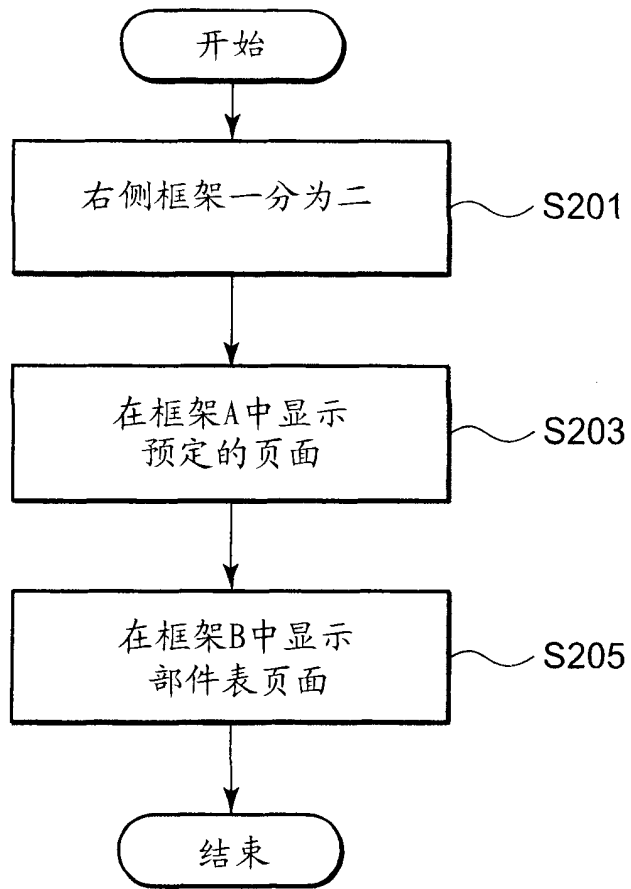 开始
右侧框架一分为二
S201
在框架A中显示
预定的页面
S203
在框架B中显示
部件表页面
S205
结束